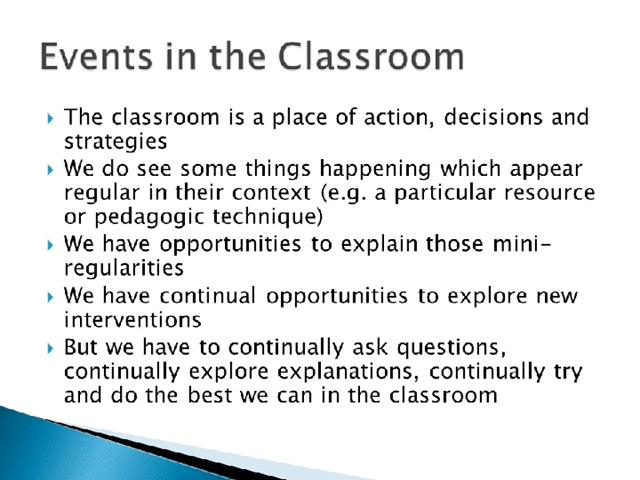 Events in the Classroom
The classroom is a place of action, decisions and
strategies
We do see some things happening which appear
regular in their context (e.g. a particular resource
or pedagogic technique)
We have opportunities to explain those mini-
regularities
We have continual opportunities to explore new
interventions
But we have to continually ask questions,
continually explore explanations, continually try
and do the best we can in the classroom